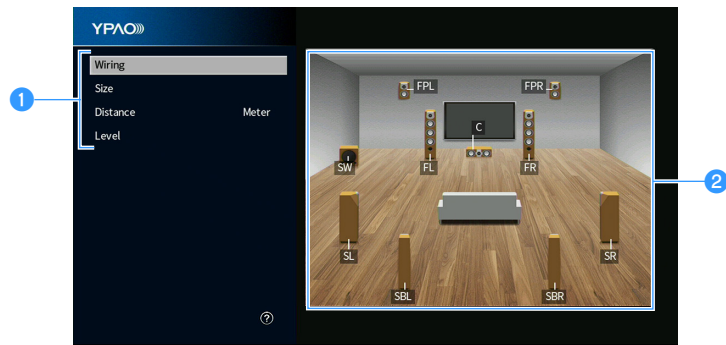 YPAO
Wiring
Size
Distance Meter
Level
?
1
2
FPL FPR
C
SW FL FR
SL SR
SBL SBR